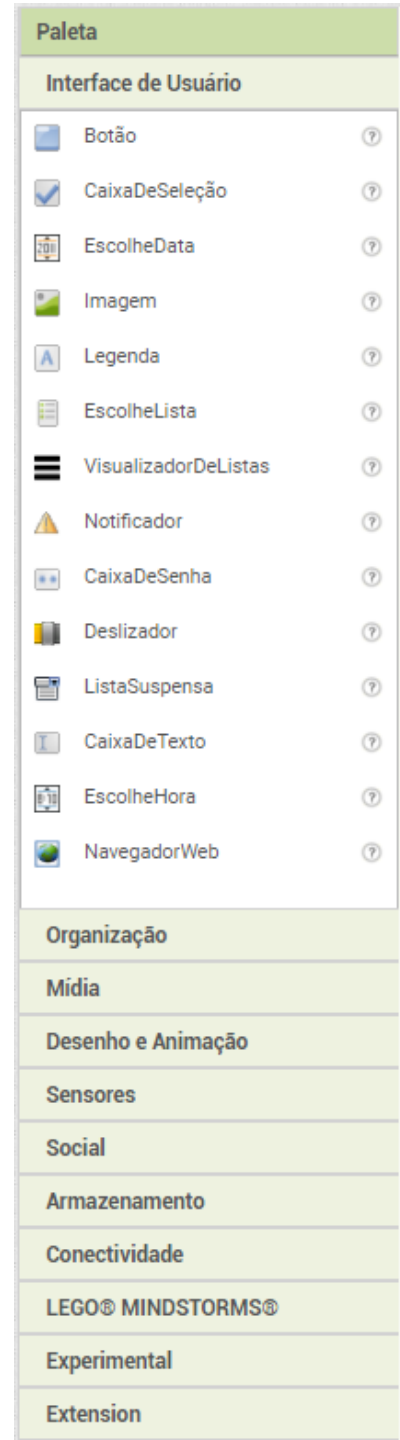 Paleta
Interface de Usuário
Botão
CaixaDeSeleção
EscolheData
Imagem
A Legenda
EscolheLista
VisualizadorDeListas
Notificador
CaixaDeSenha
Deslizador
ListaSuspensa
CaixaDeTexto
EscolheHora
NavegadorWeb
Organização
Mídia
Desenho e Animação
Sensores
Social
Armazenamento
Conectividade
LEGO® MINDSTORMS®
Experimental
Extension